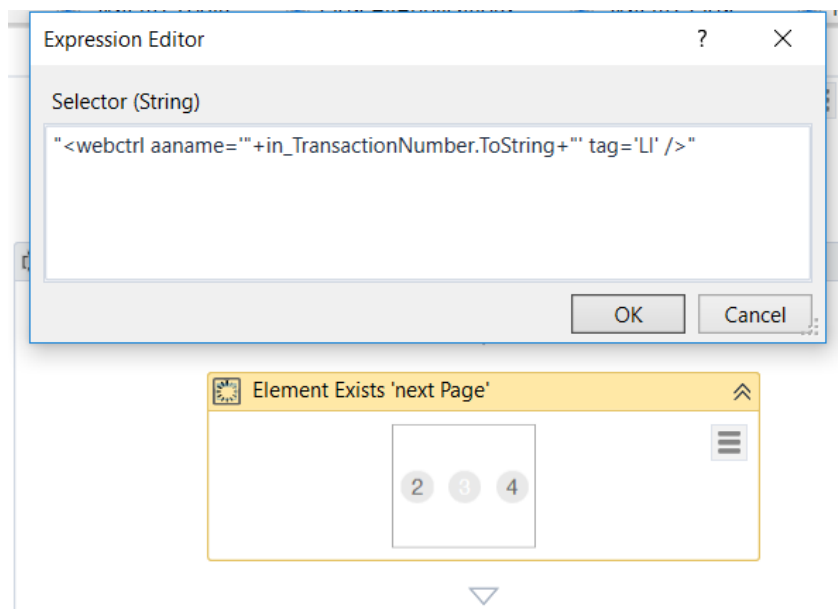 Expression Editor
?
Selector (String)
"<webctrl aaname='"+in_TransactionNumber.ToString+"' tag='LI' />"
OK
Cancel
Element Exists 'next Page'
2 3 4